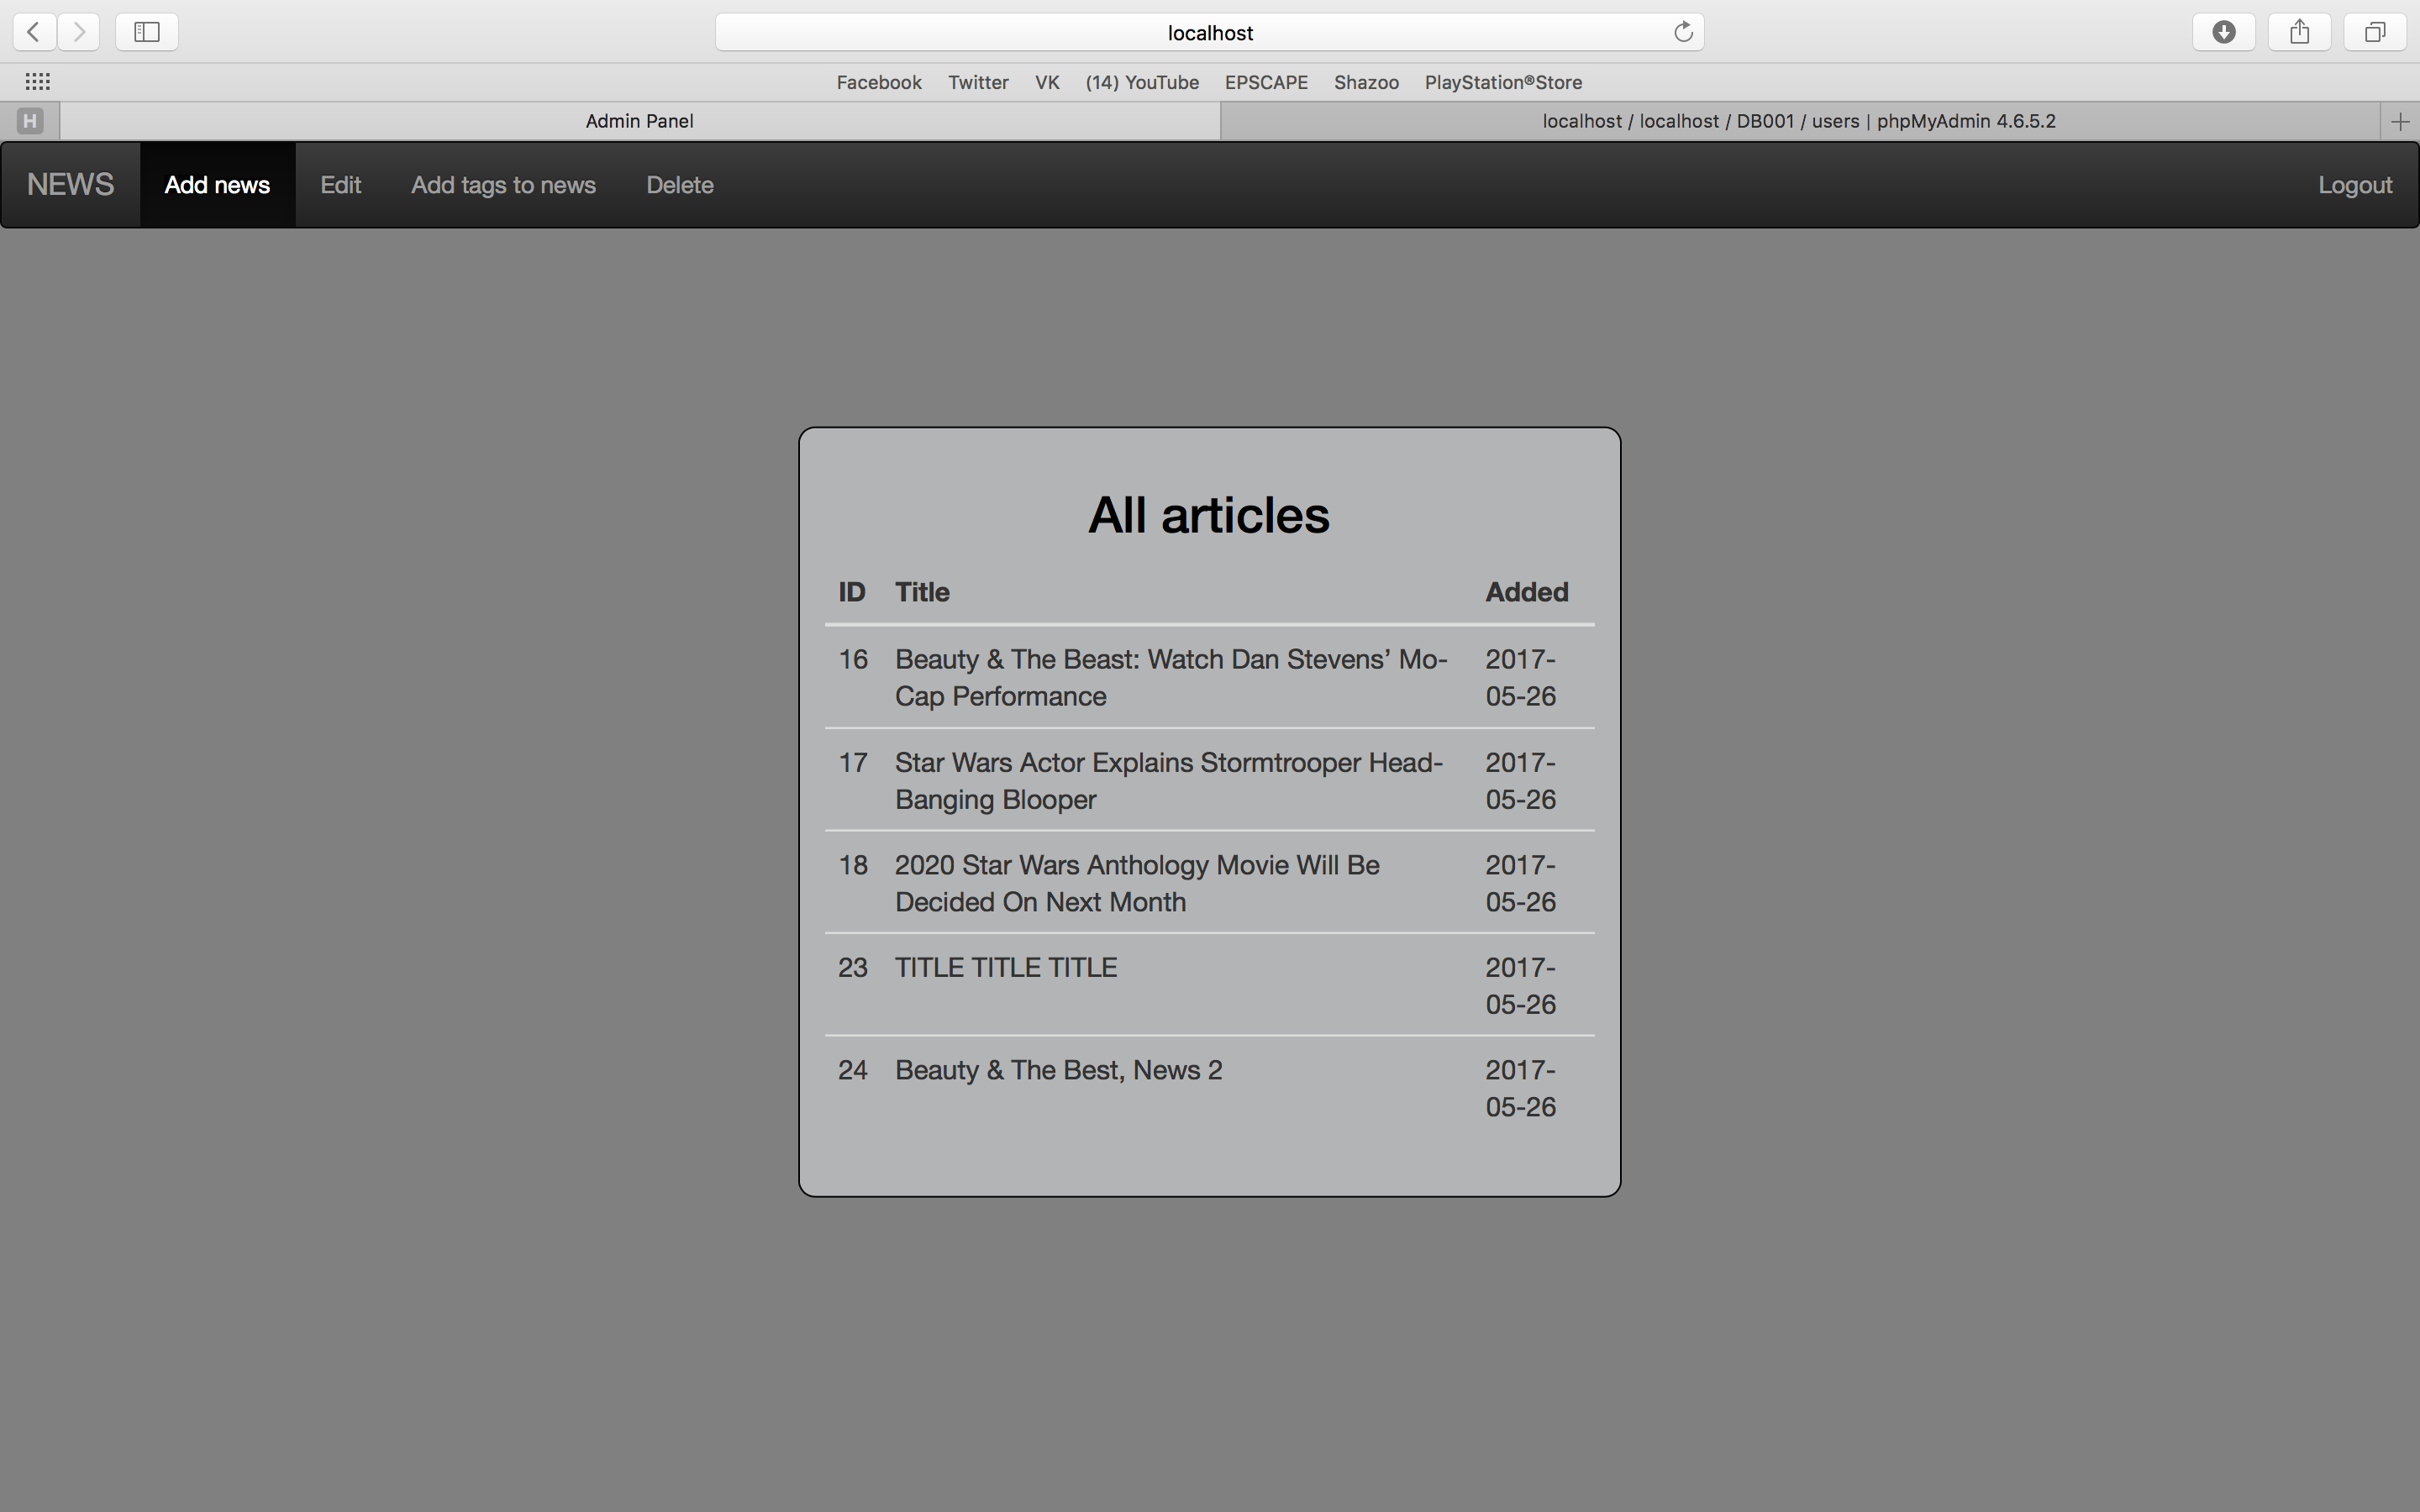 localhost
Facebook Twitter VK (14) YouTube EPSCAPE Shazoo PlayStation®Store
H Admin Panel localhost / localhost / DB001 / users | phpMyAdmin 4.6.5.2
NEWS Add news Edit Add tags to news Delete Logout
All articles
ID Title Added
16 Beauty & The Beast: Watch Dan Stevens’ Mo- 2017-
Cap Performance 05-26
17 Star Wars Actor Explains Stormtrooper Head- 2017-
Banging Blooper 05-26
18 2020 Star Wars Anthology Movie Will Be 2017-
Decided On Next Month 05-26
23 TITLE TITLE TITLE 2017-
05-26
24 Beauty & The Best, News 2 2017-
05-26